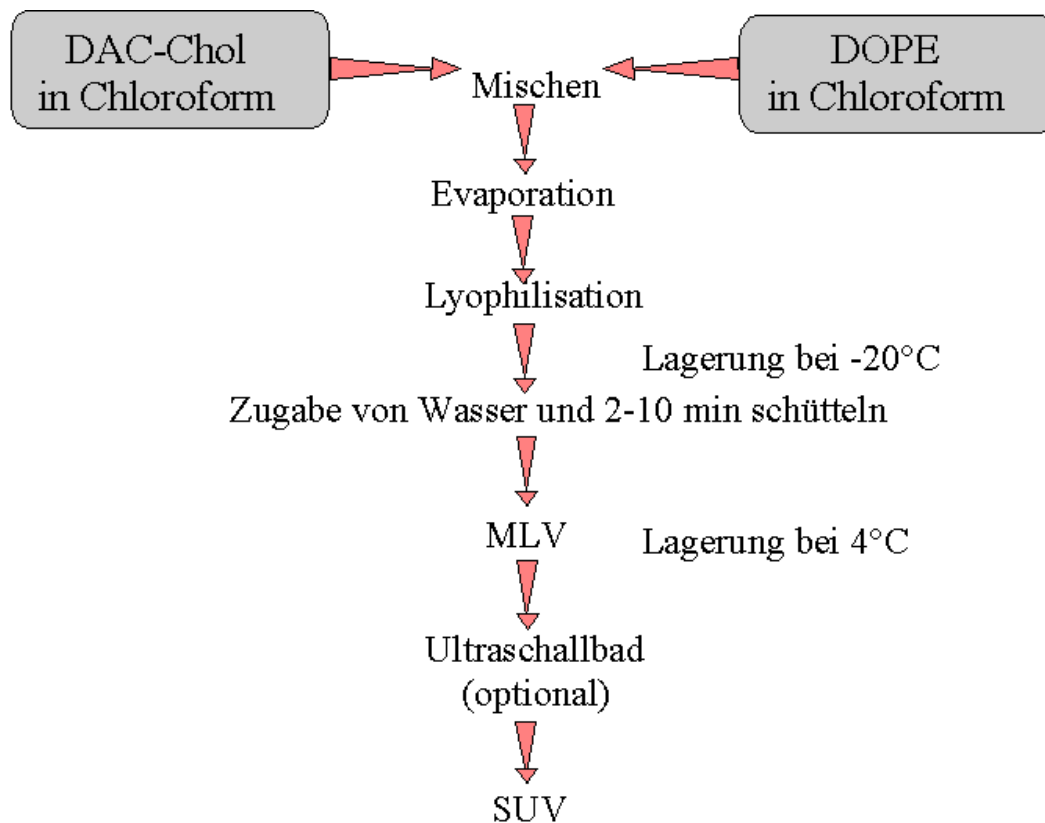 DAC-Chol
in Chloroform
DOPE
in Chloroform
Mischen
Evaporation
Lyophilisation
Lagerung bei -20°C
Zugabe von Wasser und 2-10 min schütteln
MLV
Lagerung bei 4°C
Ultraschallbad
(optional)
SUV